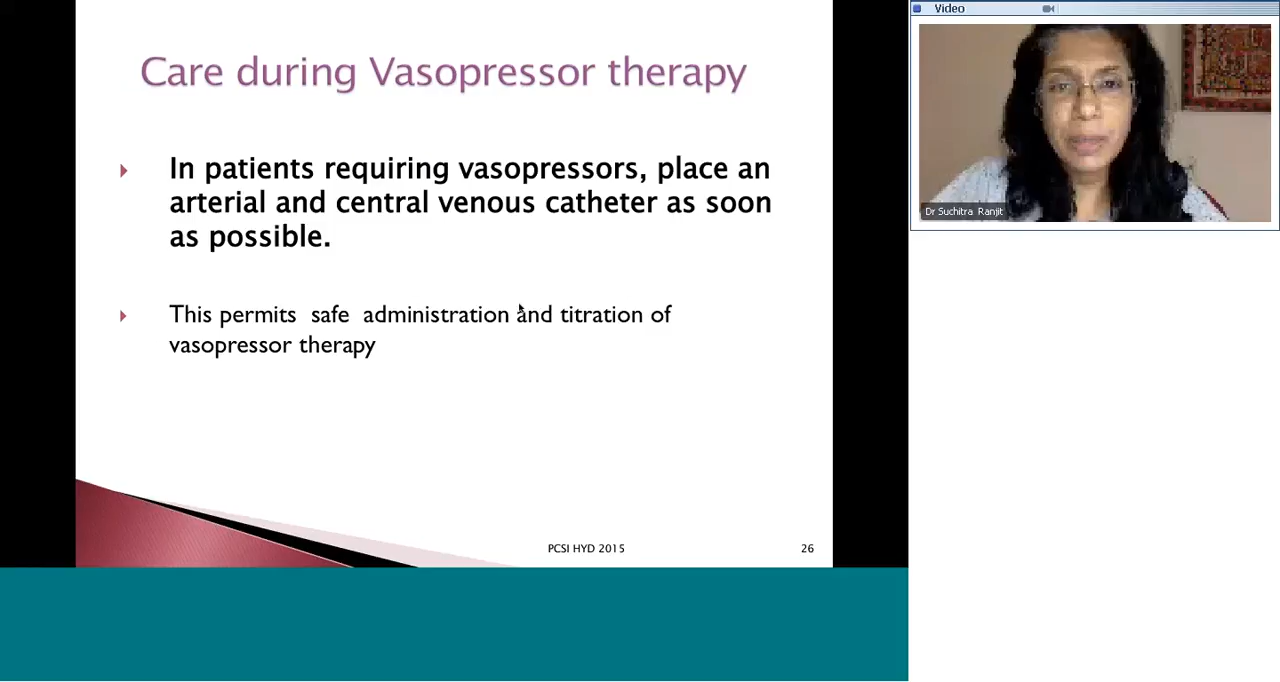 Care during Vasopressor therapy
In patients requiring vasopressors, place an
arterial and central venous catheter as soon
as possible.
This permits safe administration and titration of
vasopressor therapy
PCSI HYD 2015
26
Video
Dr Suchitra Ranjit